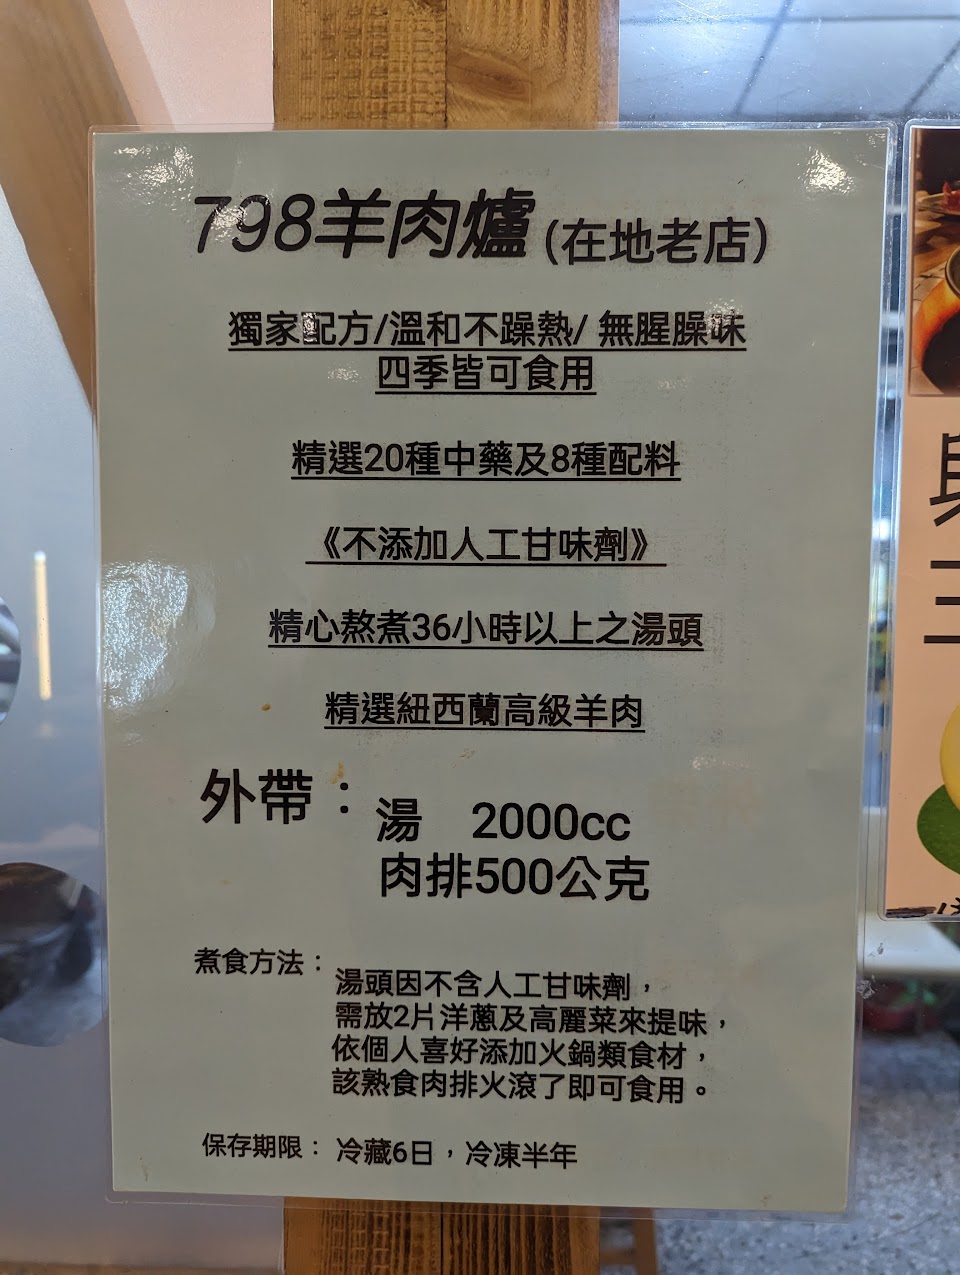 798羊肉爐 (在地老店)
獨家配方/溫和不躁熱/ 無腥臊味
四季皆可食用
精選20種中藥及8種配料
《不添加人工甘味劑》
精心熬煮36小時以上之湯頭
精選紐西蘭高級羊肉
外帶：湯 2000cc
肉排500公克
煮食方法：湯頭因不含人工甘味劑，
需放2片洋蔥及高麗菜來提味，
依個人喜好添加火鍋類食材，
該熟食肉排火滾了即可食用。
保存期限：冷藏6日，冷凍半年